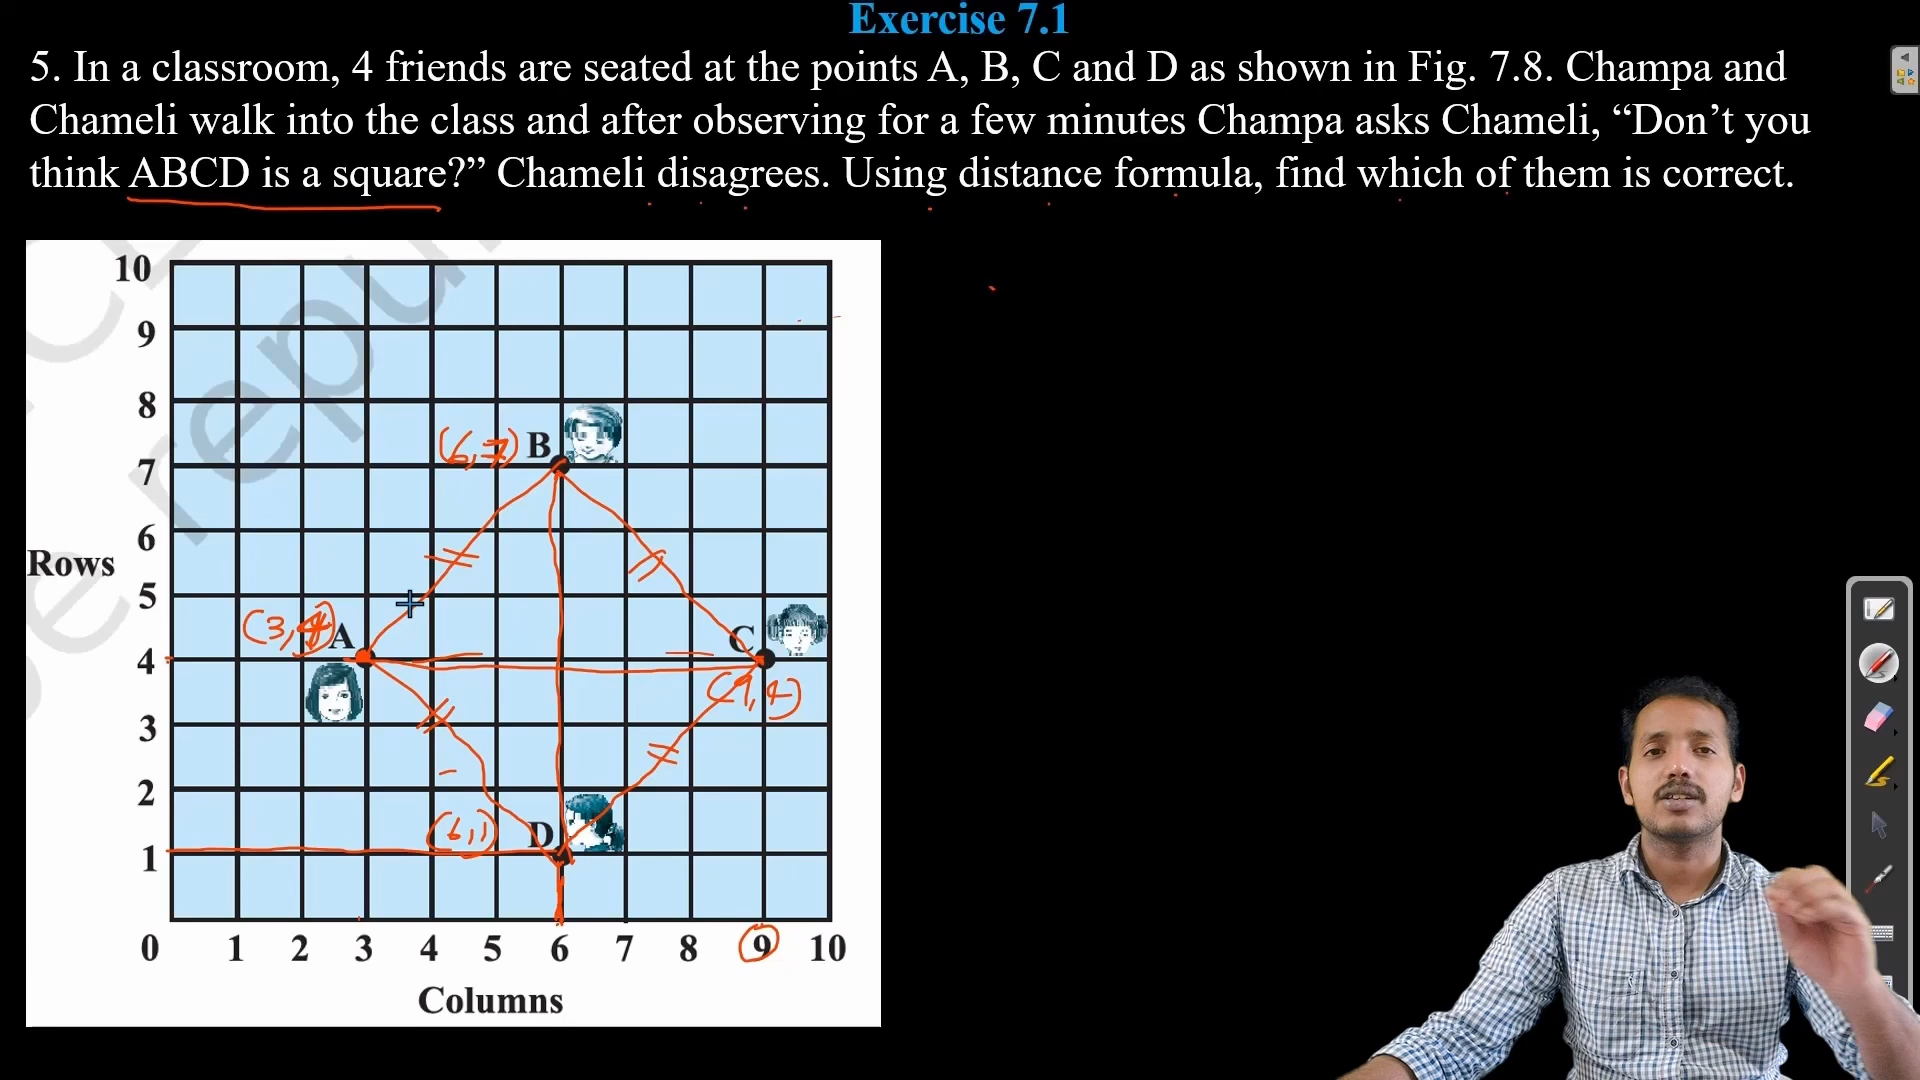 Exercise 7.1
5. In a classroom, 4 friends are seated at the points A, B, C and D as shown in Fig. 7.8. Champa and
Chameli walk into the class and after observing for a few minutes Champa asks Chameli, “Don’t you
think ABCD is a square?” Chameli disagrees. Using distance formula, find which of them is correct.
10
9
8
(6,7) B
7
6
Rows
5
(3,4) A
C
4
(9,4)
3
2
(6,1) D
1
0 1 2 3 4 5 6 7 8 9 10
Columns